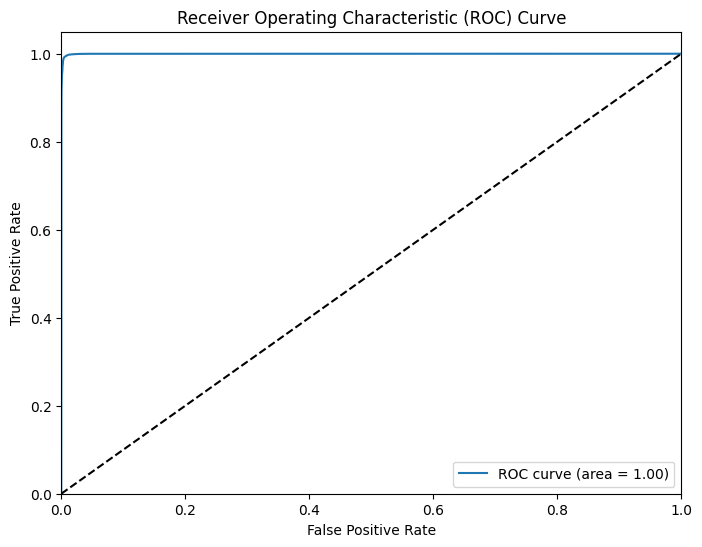 Receiver Operating Characteristic (ROC) Curve
1.0
0.8
0.6
0.4
0.2
0.0
True Positive Rate
ROC curve (area = 1.00)
0.0 0.2 0.4 0.6 0.8 1.0
False Positive Rate